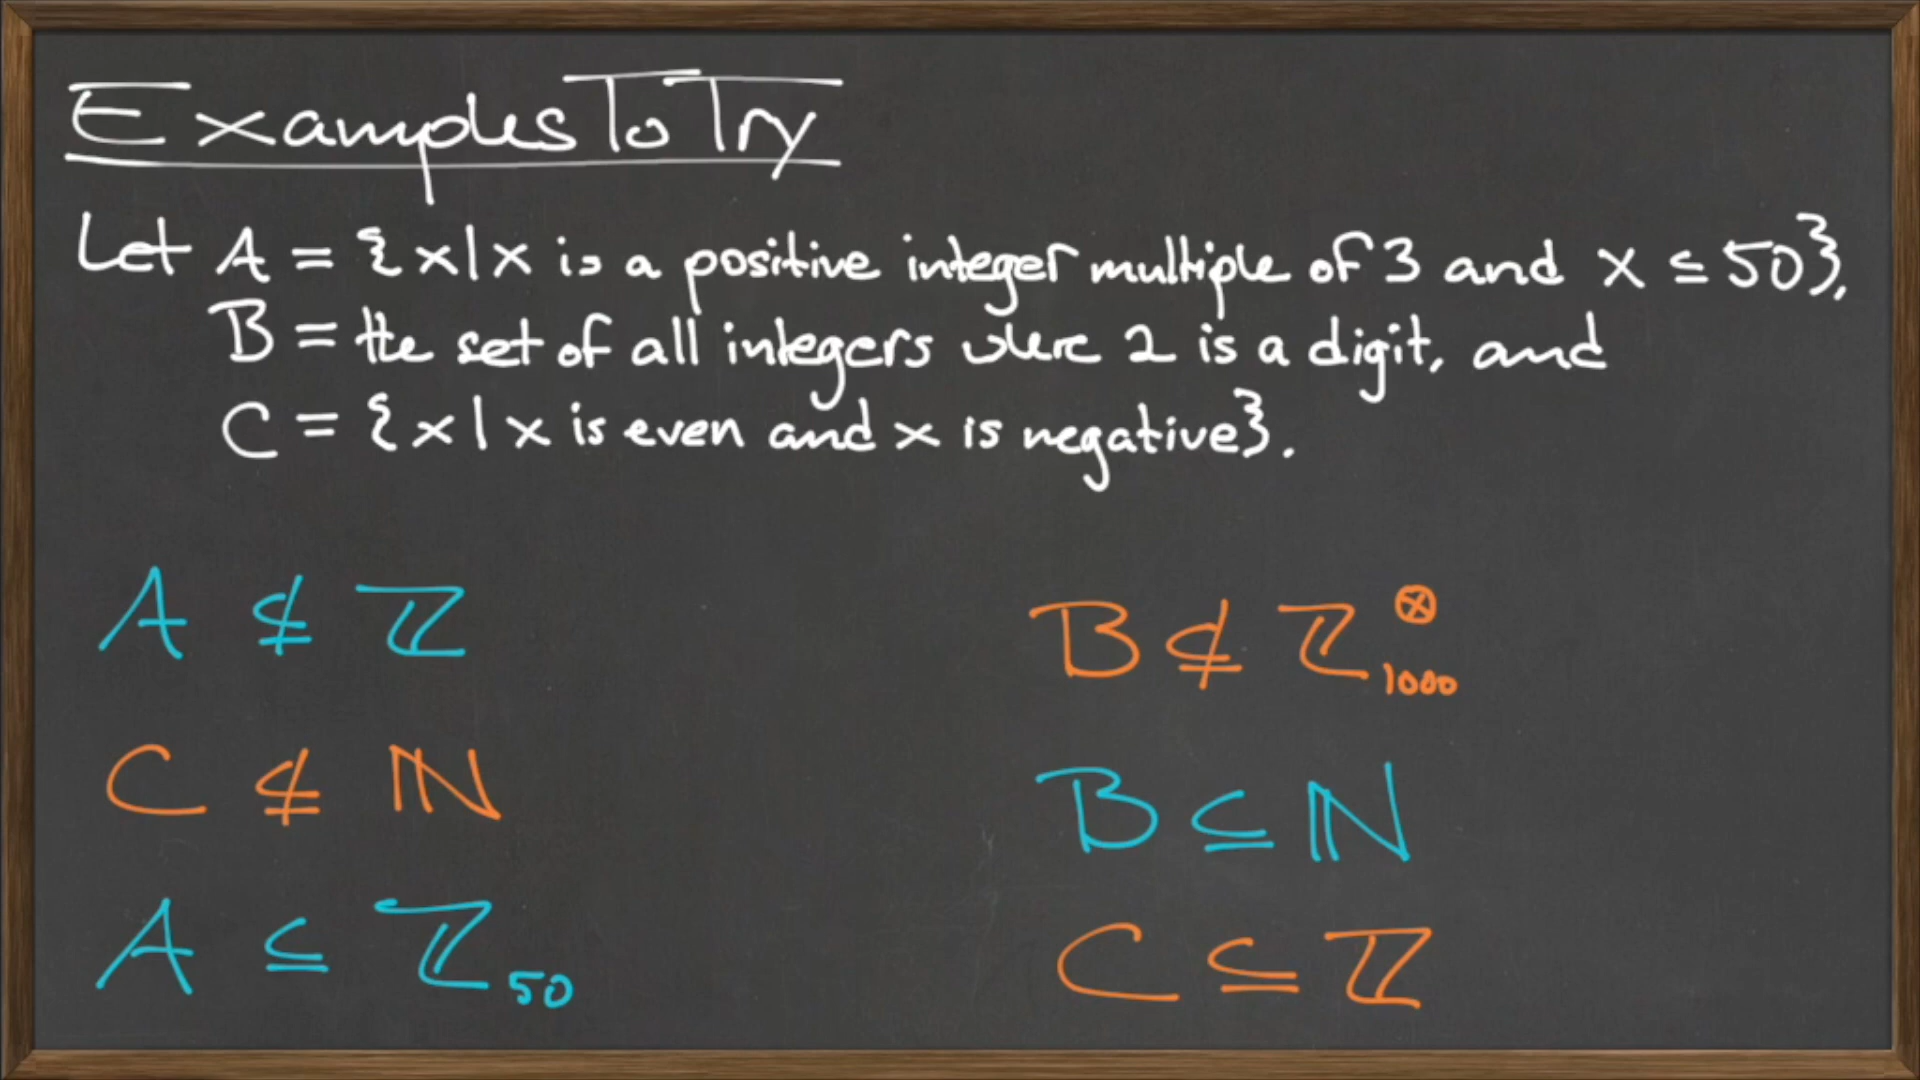 Examples To Try
Let A = {x | x is a positive integer multiple of 3 and x ≤ 50},
B = the set of all integers where 2 is a digit, and
C = {x | x is even and x is negative}.
A ⊈ ℤ
B ⊈ ℤ⊗1000
C ⊈ ℕ
B ⊆ ℕ
A ⊆ ℤ50
C ⊆ ℤ